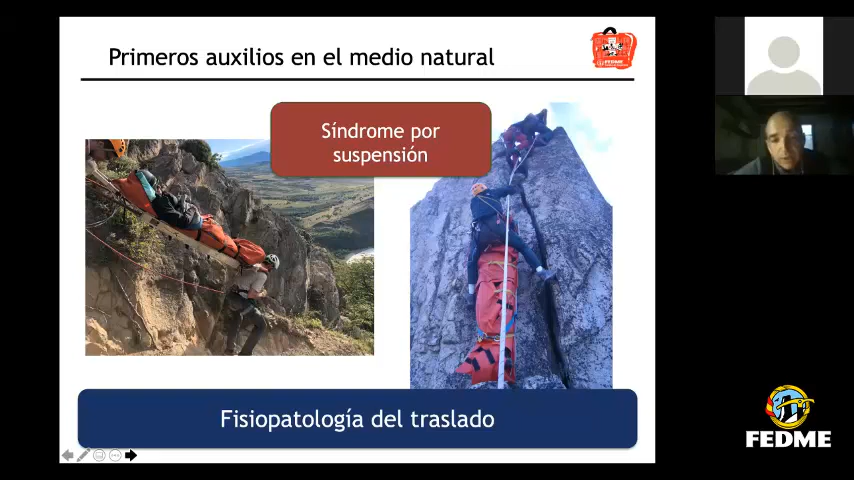 Primeros auxilios en el medio natural
FEDME
Síndrome por
suspensión
Fisiopatología del traslado
FEDME